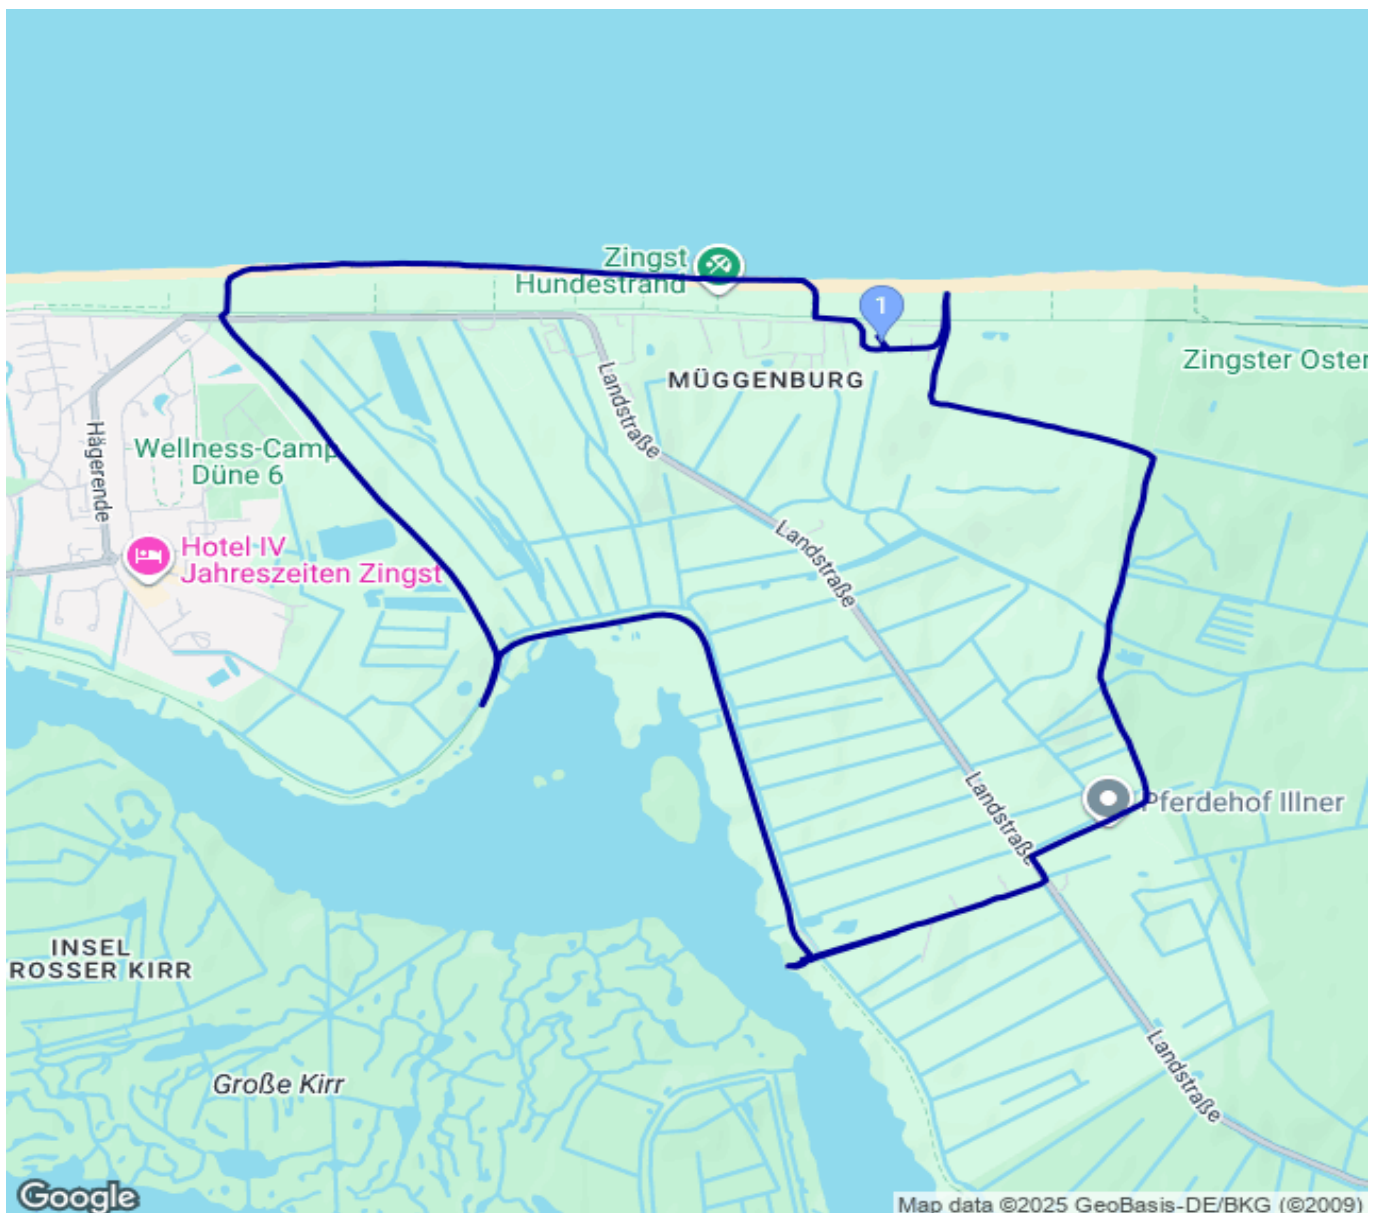 Zingst
Hundestrand
1
Zingster Oster
MÜGGENBURG
Landstraße
Hägerende
Wellness-Camp
Düne 6
Landstraße
Hotel IV
Jahreszeiten Zingst
Landstraße
Pferdehof Illner
INSEL
ROSSER KIRR
Große Kirr
Landstraße
Google
Map data ©2025 GeoBasis-DE/BKG (©2009)